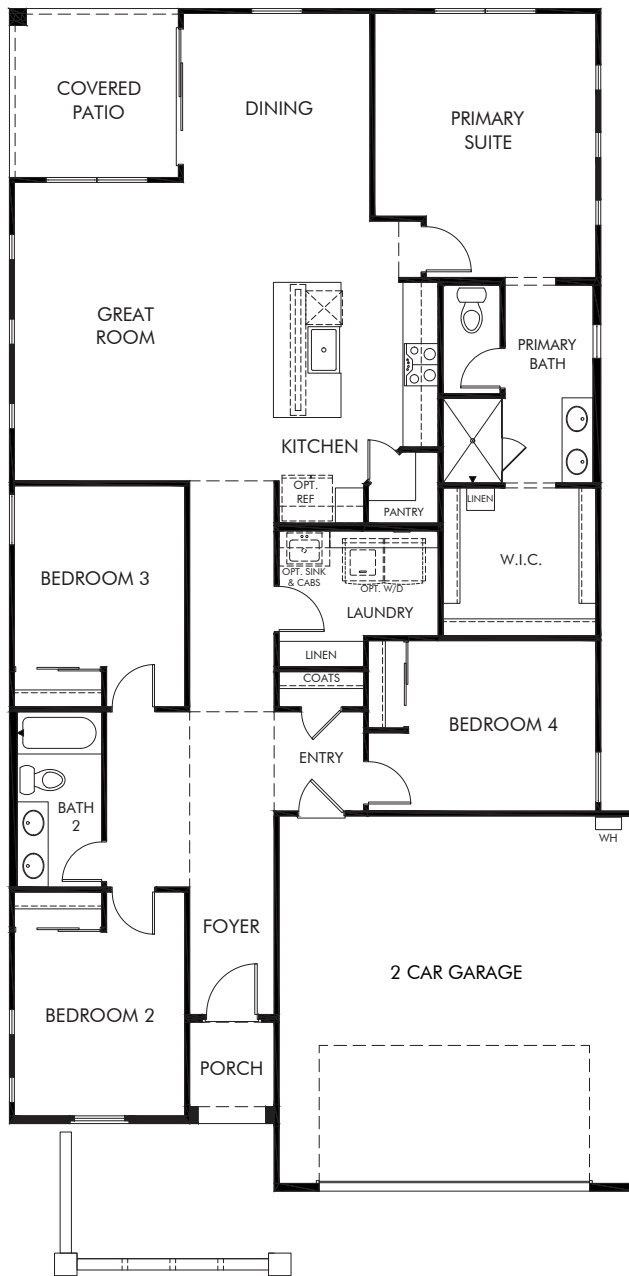 COVERED
PATIO
DINING
PRIMARY
SUITE
GREAT
ROOM
PRIMARY
BATH
KITCHEN
OPT.
REF
PANTRY
LINEN
W.I.C.
OPT. SINK
& CABS
OPT. W/D
LAUNDRY
BEDROOM 3
LINEN
COATS
BEDROOM 4
ENTRY
BATH
2
WH
FOYER
2 CAR GARAGE
BEDROOM 2
PORCH